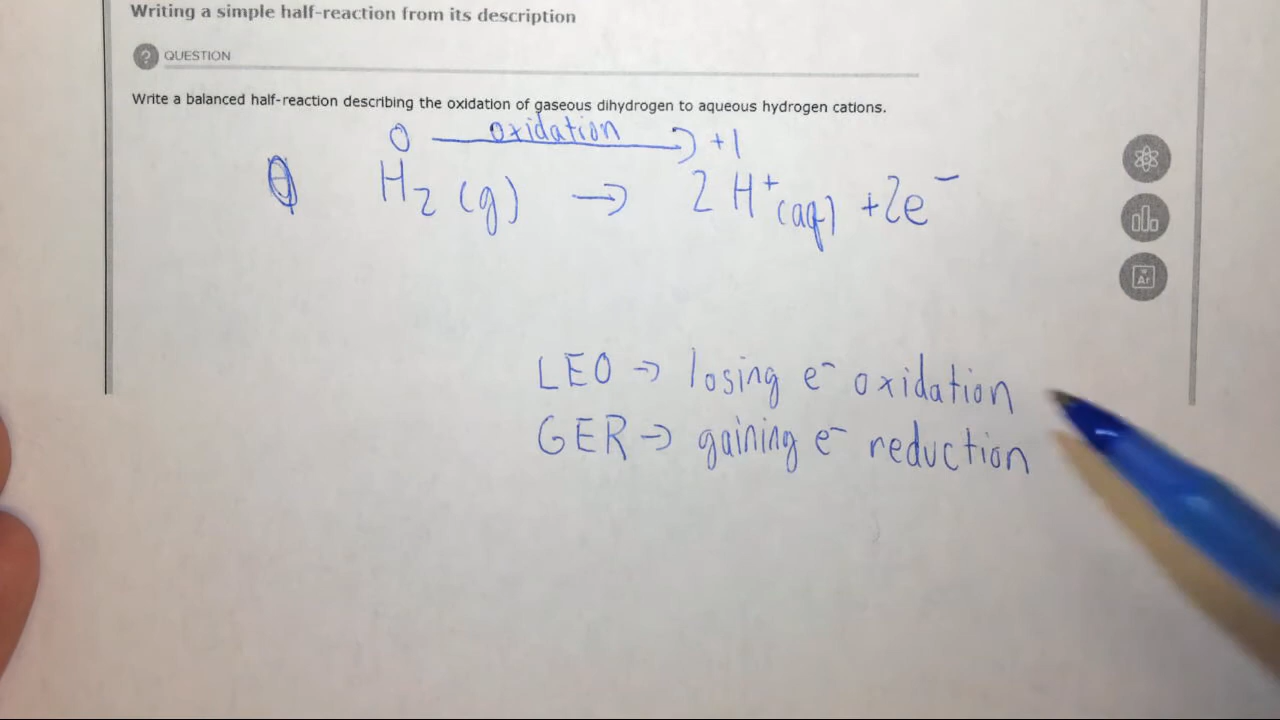 Writing a simple half-reaction from its description
? QUESTION
Write a balanced half-reaction describing the oxidation of gaseous dihydrogen to aqueous hydrogen cations.
0 oxidation +1
H₂ (g) → 2 H⁺(aq) + 2e⁻
LEO → losing e⁻ oxidation
GER → gaining e⁻ reduction
Ar